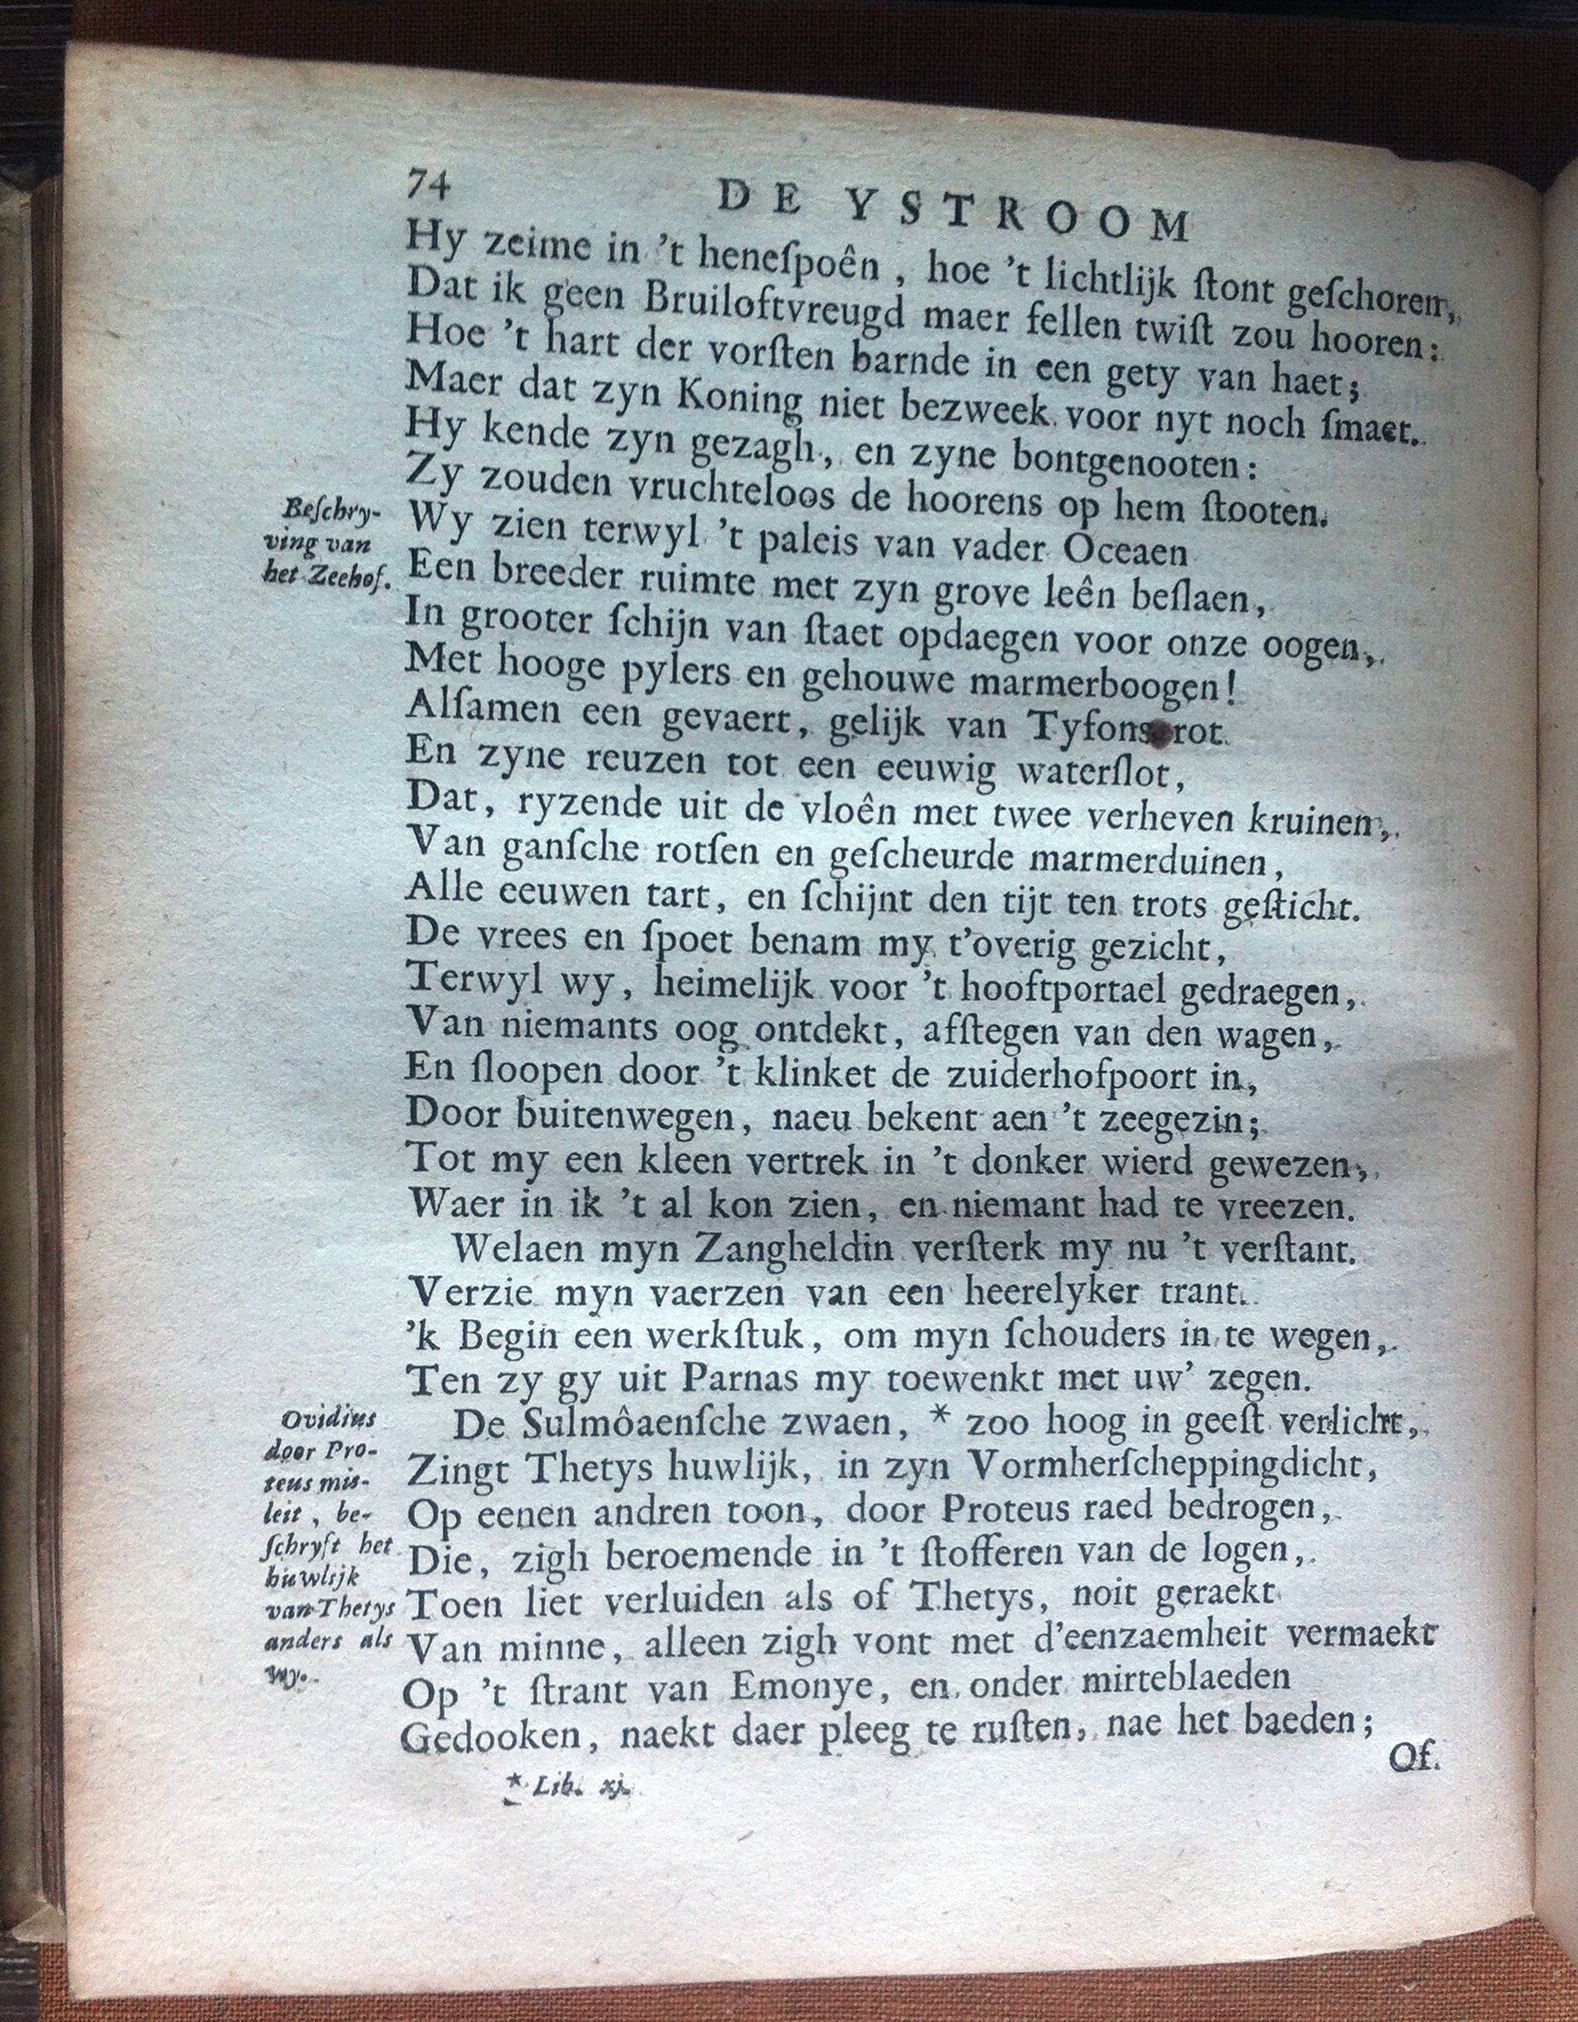 74
DE YSTROOM
Hy zeime in 't heneſpoên, hoe 't lichtlijk ſtont geſchoren,
Dat ik geen Bruiloftvreugd maer fellen twiſt zou hooren:
Hoe 't hart der vorſten barnde in een gety van haet;
Maer dat zyn Koning niet bezweek voor nyt noch ſmaet.
Hy kende zyn gezagh, en zyne bontgenooten:
Zy zouden vruchteloos de hoorens op hem ſtooten.
Beſchry-
ving van
het Zeehof.
Wy zien terwyl 't paleis van vader Oceaen
Een breeder ruimte met zyn grove leên beſlaen,
In grooter ſchijn van ſtaet opdaegen voor onze oogen,
Met hooge pylers en gehouwe marmerboogen!
Alſamen een gevaert, gelijk van Tyfons rot
En zyne reuzen tot een eeuwig waterſlot,
Dat, ryzende uit de vloên met twee verheven kruinen,
Van ganſche rotſen en geſcheurde marmerduinen,
Alle eeuwen tart, en ſchijnt den tijt ten trots geſticht.
De vrees en ſpoet benam my t'overig gezicht,
Terwyl wy, heimelijk voor 't hooftportael gedraegen,
Van niemants oog ontdekt, afſtegen van den wagen,
En ſloopen door 't klinket de zuiderhofpoort in,
Door buitenwegen, naeu bekent aen 't zeegezin;
Tot my een kleen vertrek in 't donker wierd gewezen,
Waer in ik 't al kon zien, en niemant had te vreezen.
Welaen myn Zangheldin verſterk my nu 't verſtant.
Verzie myn vaerzen van een heerelyker trant.
'k Begin een werkſtuk, om myn ſchouders in te wegen,
Ten zy gy uit Parnas my toewenkt met uw' zegen.
Ovidius
door Pro-
teus mis-
leit, be-
ſchryft het
huwlijk
van Thetys
anders als
wy.
De Sulmôaenſche zwaen, * zoo hoog in geeſt verlicht,
Zingt Thetys huwlijk, in zyn Vormherſcheppingdicht,
Op eenen andren toon, door Proteus raed bedrogen,
Die, zigh beroemende in 't ſtofferen van de logen,
Toen liet verluiden als of Thetys, noit geraekt
Van minne, alleen zigh vont met d'eenzaemheit vermaekt
Op 't ſtrant van Emonye, en onder mirteblaeden
Gedooken, naekt daer pleeg te ruſten, nae het baeden;
Of
* Lib. xj.